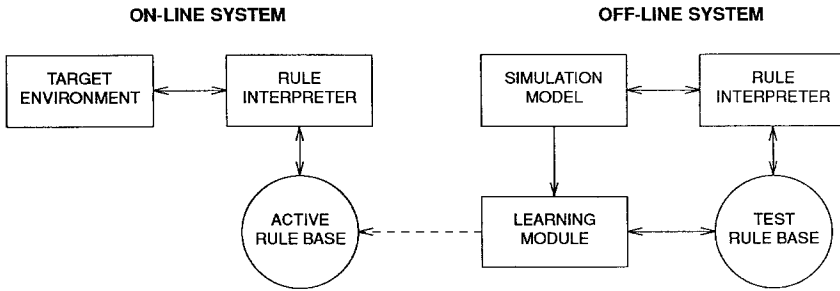 ON-LINE SYSTEM
OFF-LINE SYSTEM
TARGET
ENVIRONMENT
RULE
INTERPRETER
SIMULATION
MODEL
RULE
INTERPRETER
ACTIVE
RULE BASE
LEARNING
MODULE
TEST
RULE BASE